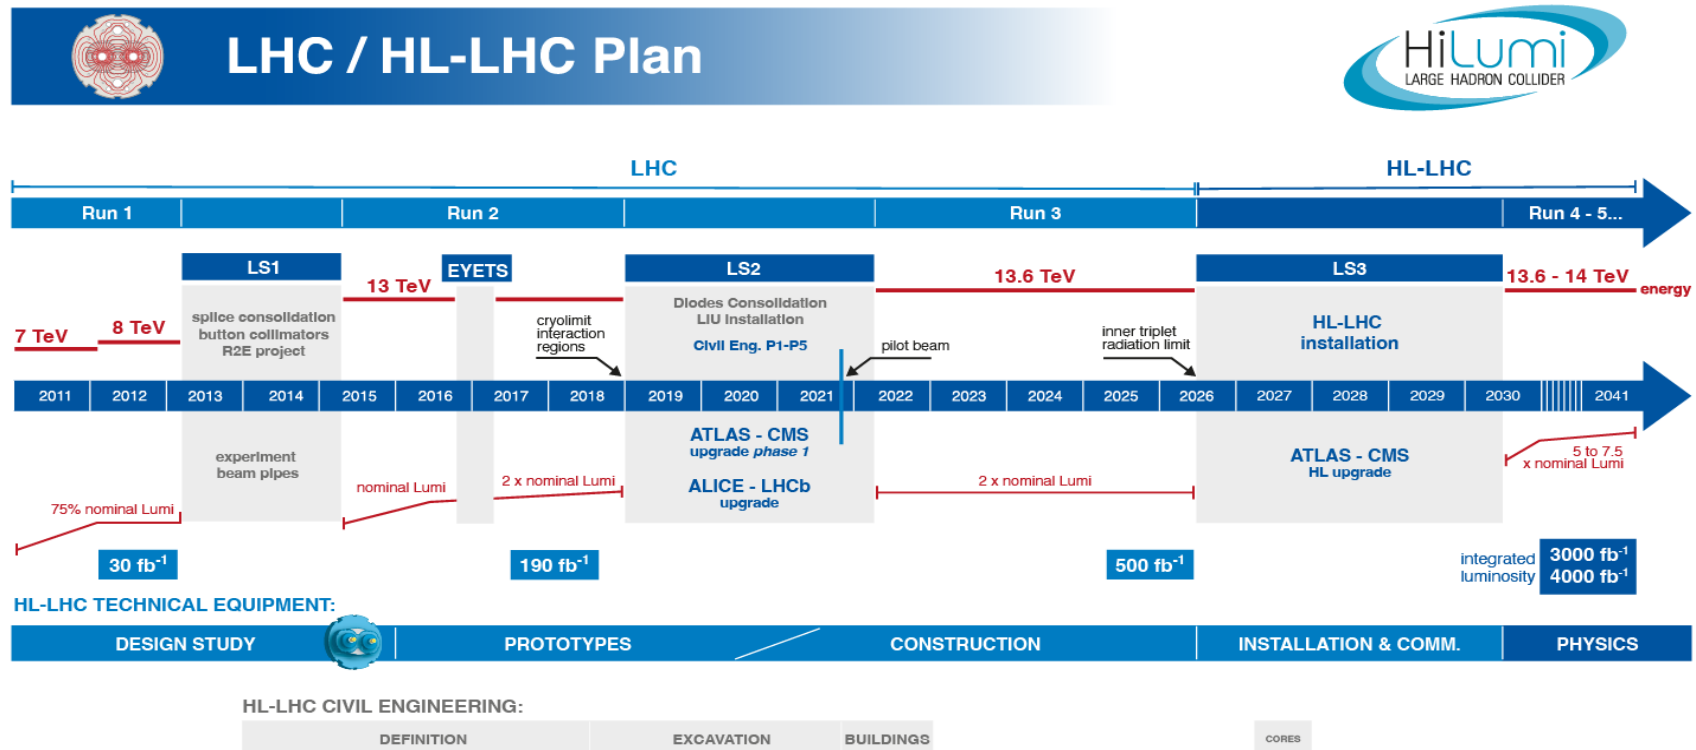 LHC / HL-LHC Plan
HiLumi
LARGE HADRON COLLIDER
LHC
HL-LHC
Run 1
Run 2
Run 3
Run 4 - 5...
LS1
EYETS
LS2
LS3
13 TeV
13.6 TeV
13.6 - 14 TeV
energy
7 TeV
8 TeV
splice consolidation
button collimators
R2E project
cryolimit
interaction
regions
Diodes Consolidation
LIU Installation
Civil Eng. P1-P5
pilot beam
inner triplet
radiation limit
HL-LHC
installation
2011
2012
2013
2014
2015
2016
2017
2018
2019
2020
2021
2022
2023
2024
2025
2026
2027
2028
2029
2030
2041
experiment
beam pipes
ATLAS - CMS
upgrade phase 1
ALICE - LHCb
upgrade
ATLAS - CMS
HL upgrade
5 to 7.5
x nominal Lumi
75% nominal Lumi
nominal Lumi
2 x nominal Lumi
2 x nominal Lumi
30 fb-1
190 fb-1
500 fb-1
integrated
luminosity
3000 fb-1
4000 fb-1
HL-LHC TECHNICAL EQUIPMENT:
DESIGN STUDY
PROTOTYPES
CONSTRUCTION
INSTALLATION & COMM.
PHYSICS
HL-LHC CIVIL ENGINEERING:
DEFINITION
EXCAVATION
BUILDINGS
CORES